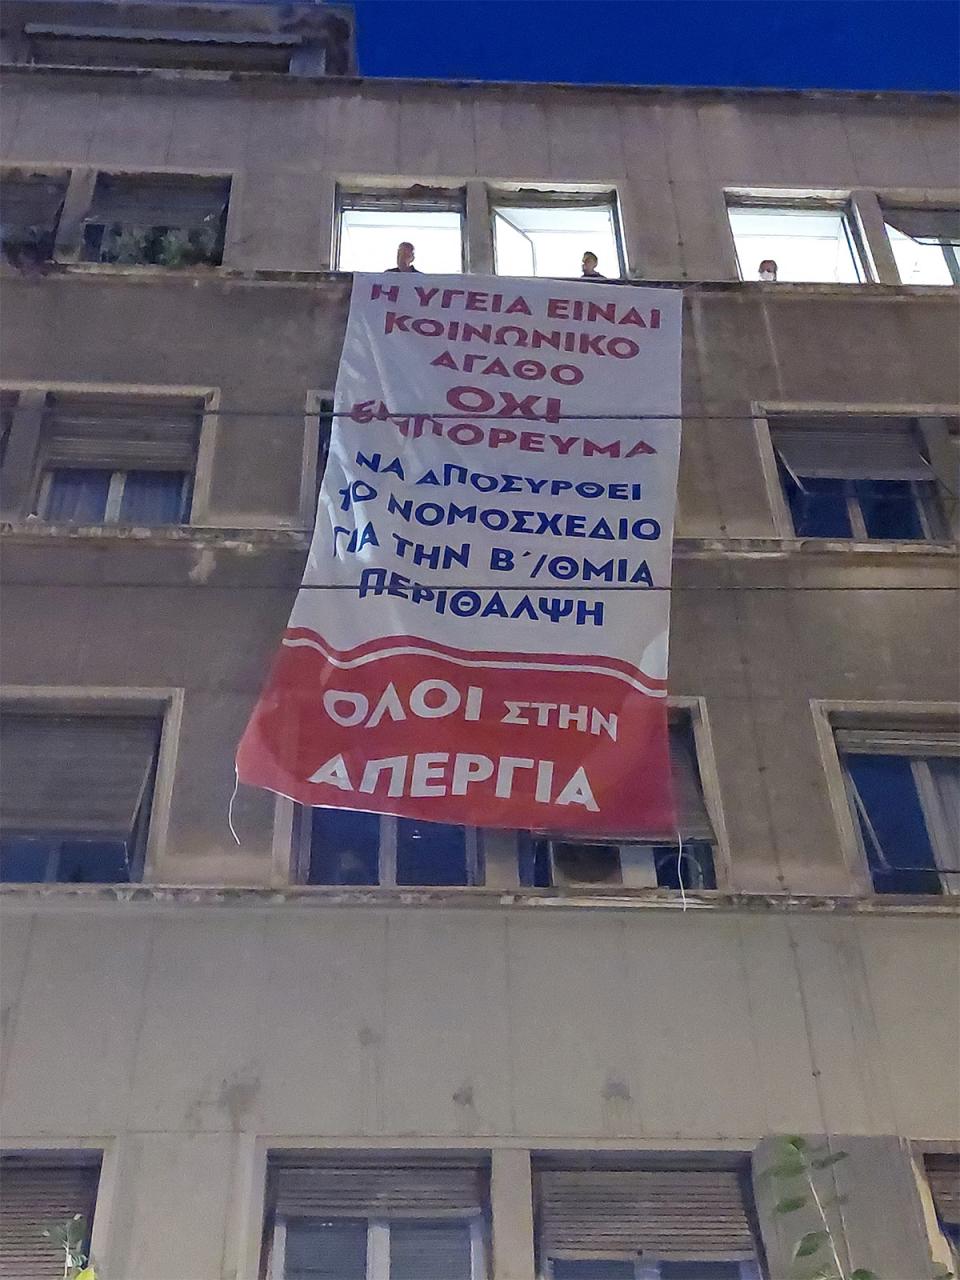 Η ΥΓΕΙΑ ΕΙΝΑΙ
ΚΟΙΝΩΝΙΚΟ
ΑΓΑΘΟ
ΟΧΙ
ΕΜΠΟΡΕΥΜΑ
ΝΑ ΑΠΟΣΥΡΘΕΙ
ΤΟ ΝΟΜΟΣΧΕΔΙΟ
ΓΙΑ ΤΗΝ Β΄/ΘΜΙΑ
ΠΕΡΙΘΑΛΨΗ
ΟΛΟΙ ΣΤΗΝ
ΑΠΕΡΓΙΑ